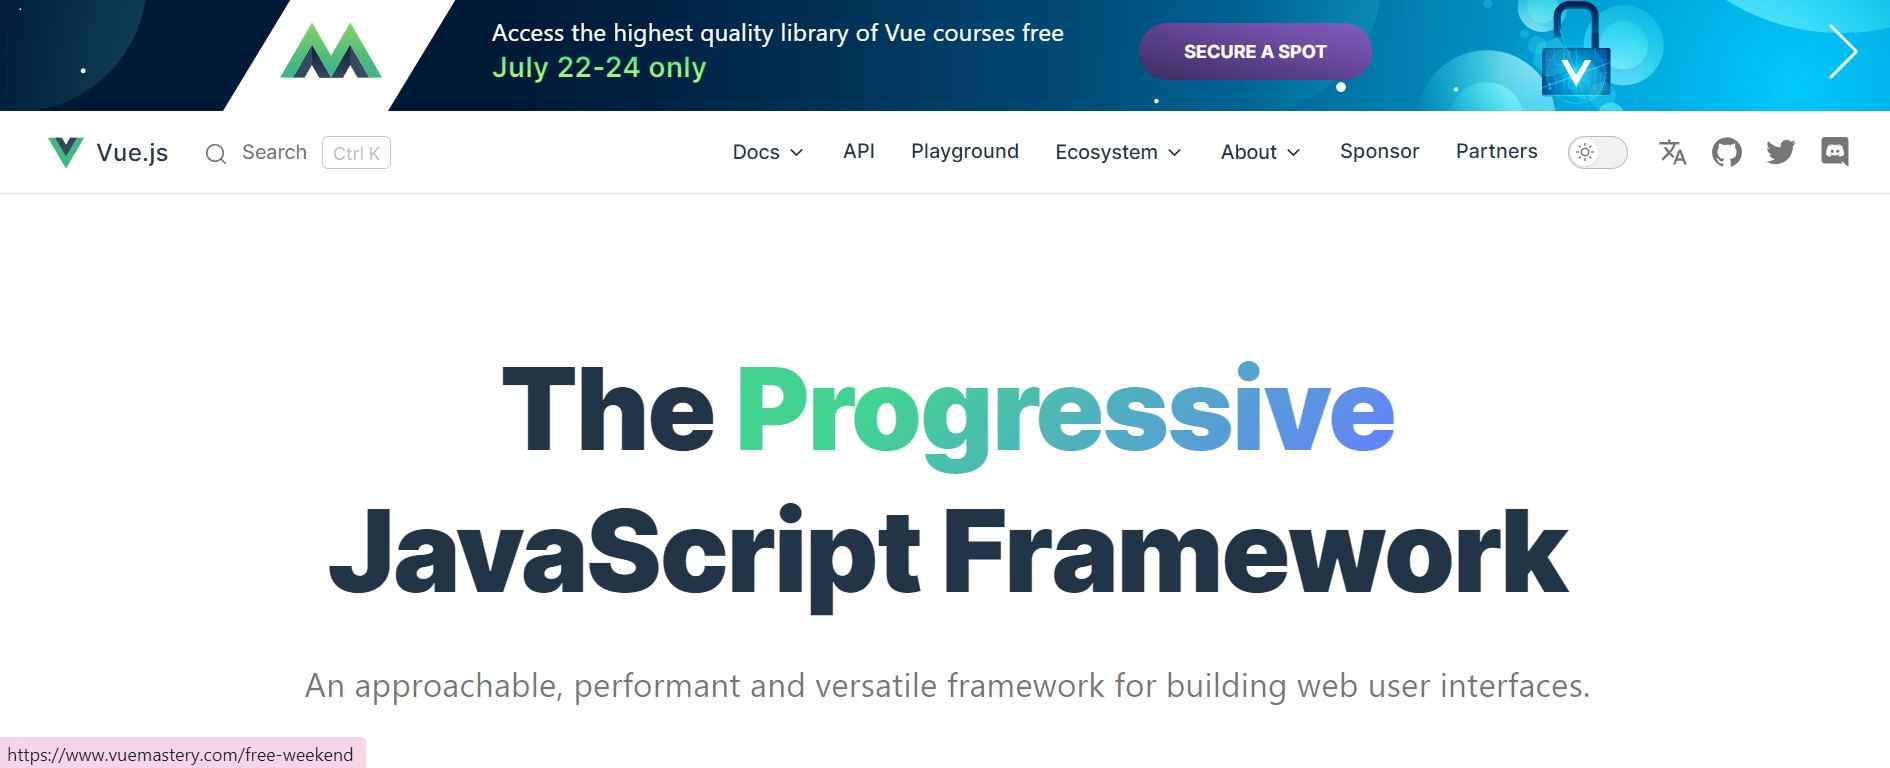 Access the highest quality library of Vue courses free
July 22-24 only
SECURE A SPOT
Vue.js
Search
Ctrl K
Docs
API
Playground
Ecosystem
About
Sponsor
Partners
The Progressive
JavaScript Framework
An approachable, performant and versatile framework for building web user interfaces.
https://www.vuemastery.com/free-weekend